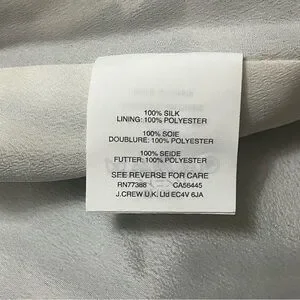 100% SILK
LINING: 100% POLYESTER
100% SOIE
DOUBLURE: 100% POLYESTER
100% SEIDE
FUTTER: 100% POLYESTER
SEE REVERSE FOR CARE
RN77388 CA56445
J.CREW U.K. Ltd EC4V 6JA